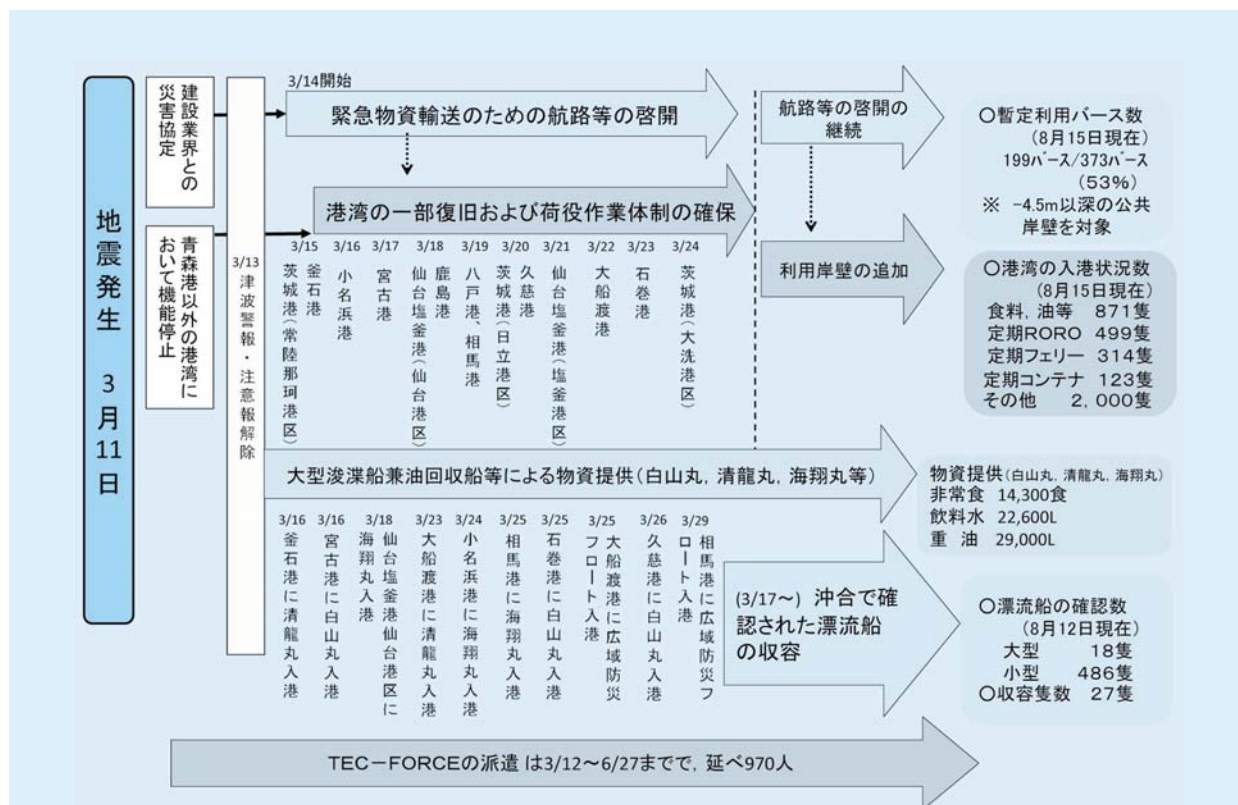 地震発生 3月11日
建設業界との
災害協定
青森港以外の港湾に
おいて機能停止
3/13
津波警報・注意報解除
3/14開始
緊急物資輸送のための航路等の啓開
港湾の一部復旧および荷役作業体制の確保
航路等の啓開の
継続
利用岸壁の追加
3/15
茨城港(常陸那珂港区)
釜石港
3/16
小名浜港
3/17
宮古港
3/18
仙台塩釜港(仙台港区)
鹿島港
3/19
八戸港、相馬港
3/20
茨城港(日立港区)
久慈港
3/21
仙台塩釜港(塩釜港区)
3/22
大船渡港
3/23
石巻港
3/24
茨城港(大洗港区)
○暫定利用バース数
(8月15日現在)
199バース/373バース
(53%)
※ -4.5m以深の公共
岸壁を対象
○港湾の入港状況数
(8月15日現在)
食料, 油等 871隻
定期RORO 499隻
定期フェリー 314隻
定期コンテナ 123隻
その他 2, 000隻
大型浚渫船兼油回収船等による物資提供(白山丸, 清龍丸, 海翔丸等)
物資提供(白山丸, 清龍丸, 海翔丸)
非常食 14,300食
飲料水 22,600L
重 油 29,000L
3/16
釜石港に清龍丸入港
3/16
宮古港に白山丸入港
3/18
仙台塩釜港仙台港区に
海翔丸入港
3/23
大船渡港に清龍丸入港
3/24
小名浜港に海翔丸入港
3/25
相馬港に海翔丸入港
3/25
石巻港に白山丸入港
3/25
大船渡港に広域防災
フロート入港
3/26
久慈港に白山丸入港
3/29
相馬港に広域防災フ
ロート入港
(3/17~) 沖合で確
認された漂流船
の収容
○漂流船の確認数
(8月12日現在)
大型 18隻
小型 486隻
○収容隻数 27隻
TEC-FORCEの派遣は3/12~6/27までで, 延べ970人